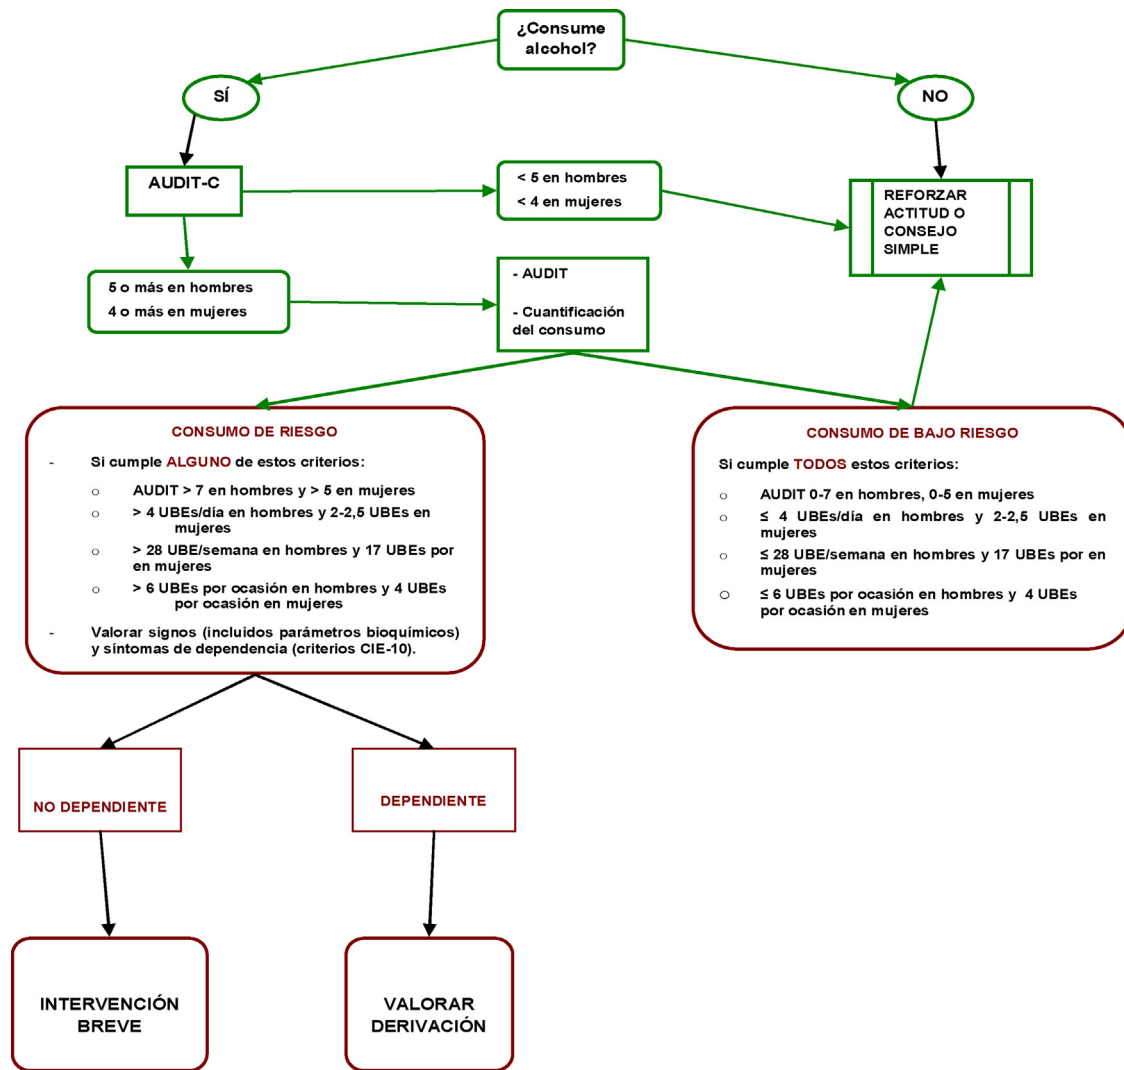 ¿Consume
alcohol?
SÍ
NO
AUDIT-C
< 5 en hombres
< 4 en mujeres
REFORZAR
ACTITUD O
CONSEJO
SIMPLE
5 o más en hombres
4 o más en mujeres
- AUDIT
- Cuantificación
del consumo
CONSUMO DE RIESGO
- Si cumple ALGUNO de estos criterios:
o AUDIT > 7 en hombres y > 5 en mujeres
o > 4 UBEs/día en hombres y 2-2,5 UBEs en
mujeres
o > 28 UBE/semana en hombres y 17 UBEs por
en mujeres
o > 6 UBEs por ocasión en hombres y 4 UBEs
por ocasión en mujeres
- Valorar signos (incluidos parámetros bioquímicos)
y síntomas de dependencia (criterios CIE-10).
CONSUMO DE BAJO RIESGO
Si cumple TODOS estos criterios:
o AUDIT 0-7 en hombres, 0-5 en mujeres
o ≤ 4 UBEs/día en hombres y 2-2,5 UBEs en
mujeres
o ≤ 28 UBE/semana en hombres y 17 UBEs por en
mujeres
o ≤ 6 UBEs por ocasión en hombres y 4 UBEs
por ocasión en mujeres
NO DEPENDIENTE
DEPENDIENTE
INTERVENCIÓN
BREVE
VALORAR
DERIVACIÓN